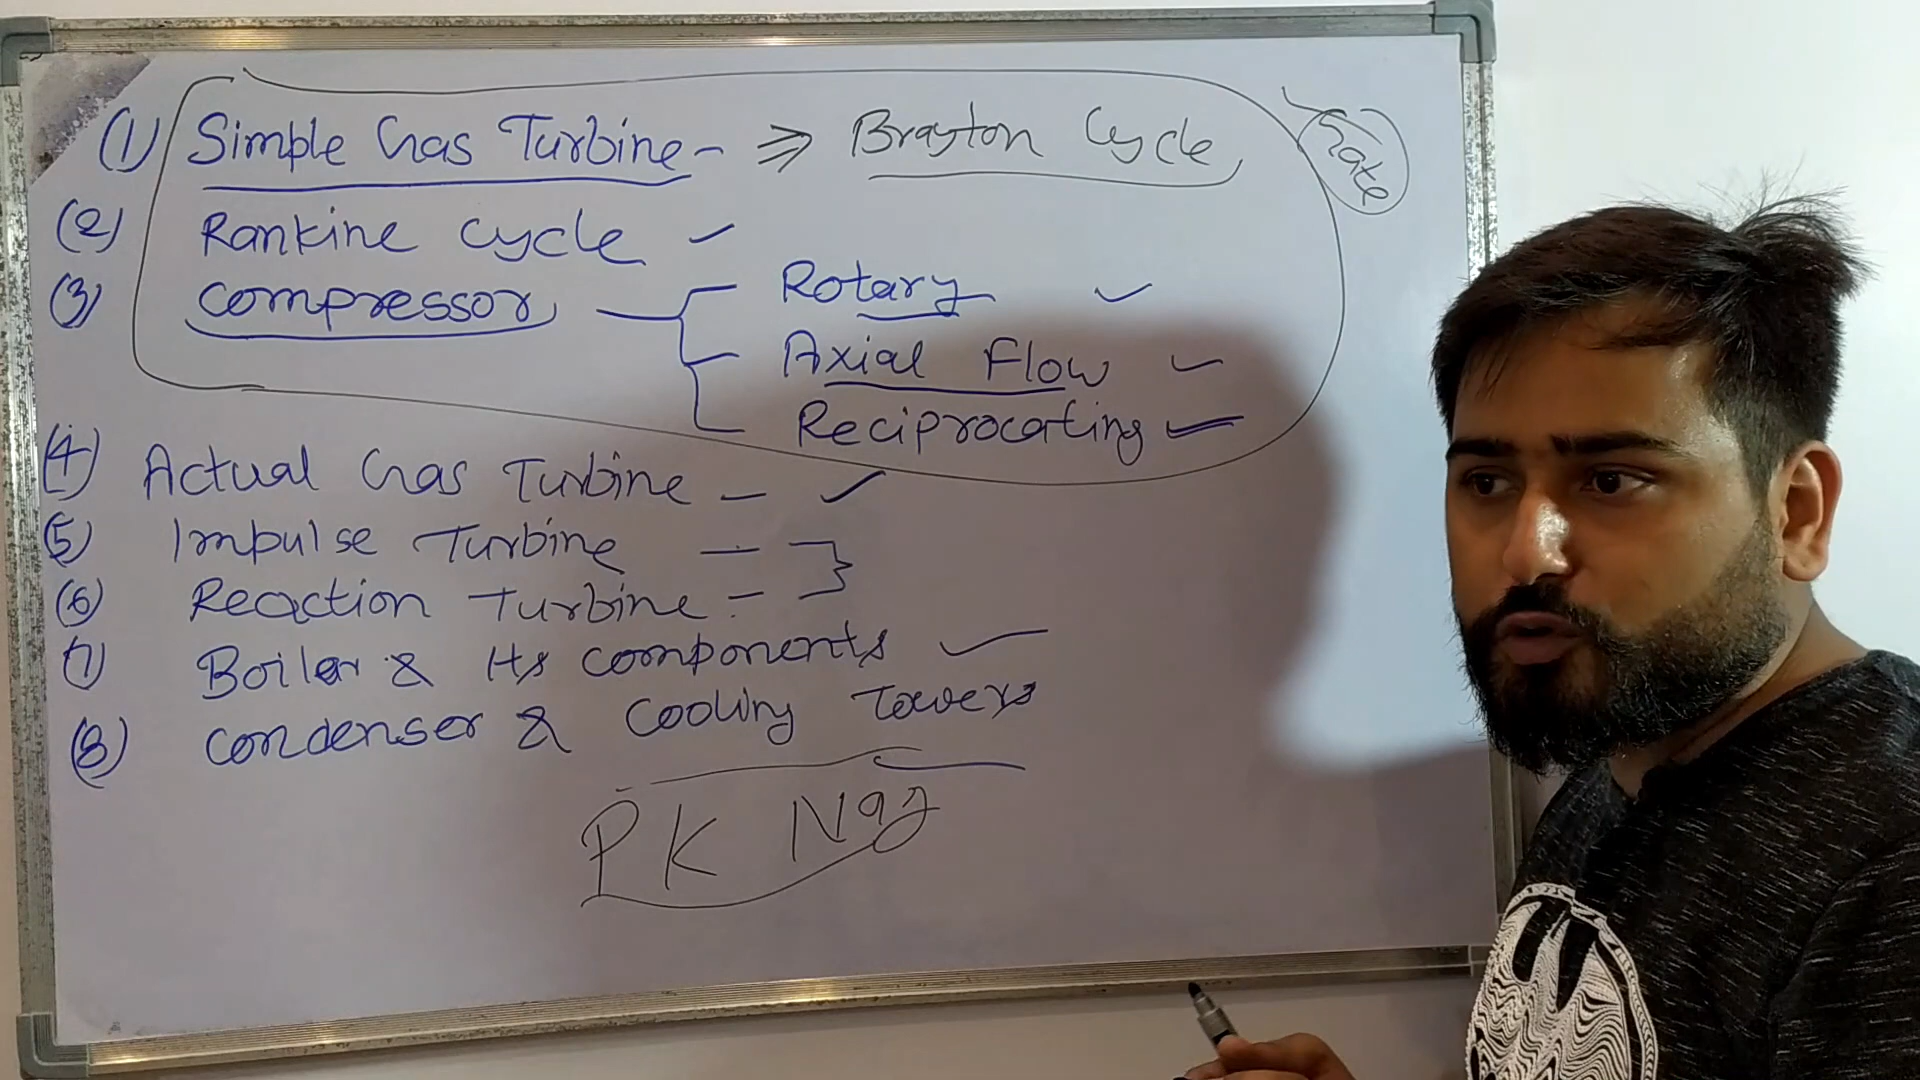 (1) Simple Gas Turbine - ⇒ Brayton Cycle
Gate
(2) Rankine cycle ✓
(3) compressor Rotary ✓
Axial Flow ✓
Reciprocating ✓
(4) Actual Gas Turbine - ✓
(5) Impulse Turbine -
(6) Reaction Turbine -
(7) Boiler & Its components ✓
(8) condenser & Cooling Towers
PK Nag